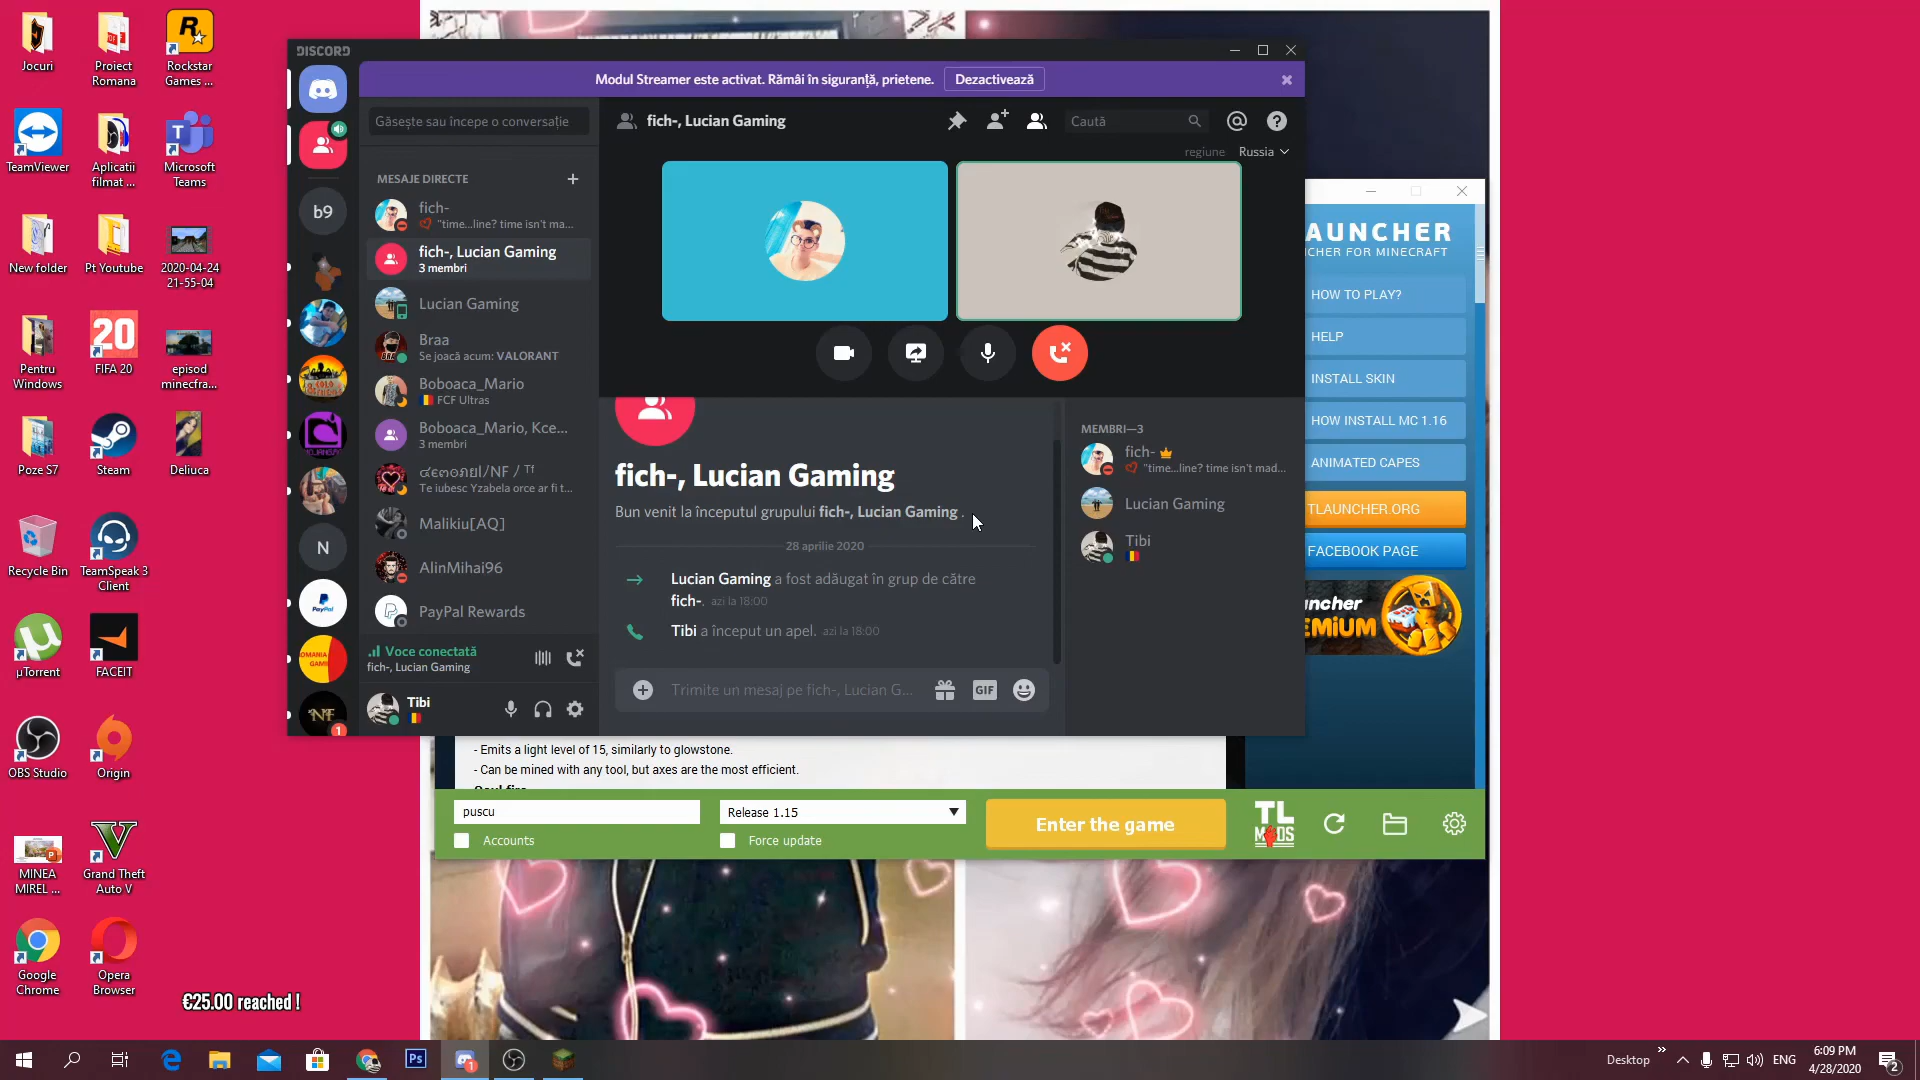 Jocuri
Proiect
Romana
Rockstar
Games ...
TeamViewer
Aplicatii
filmat ...
Microsoft
Teams
New folder
Pt Youtube
2020-04-24
21-55-04
Pentru
Windows
20
FIFA 20
episod
minecfra...
Poze S7
Steam
Deliuca
Recycle Bin
TeamSpeak 3
Client
µTorrent
FACEIT
OBS Studio
Origin
MINEA
MIREL ...
Grand Theft
Auto V
Google
Chrome
Opera
Browser
€25.00 reached !
DISCORD
Modul Streamer este activat. Rămâi în siguranță, prietene.
Dezactivează
b9
N
PayPal
NF
1
Găsește sau începe o conversație
MESAJE DIRECTE
fich-
"time...line? time isn't ma...
fich-, Lucian Gaming
3 membri
Lucian Gaming
Braa
Se joacă acum: VALORANT
Boboaca_Mario
FCF Ultras
Boboaca_Mario, Kce...
3 membri
Te iubesc Yzabela orce ar fi t...
Malikiu[AQ]
AlinMihai96
PayPal Rewards
Voce conectată
fich-, Lucian Gaming
Tibi
fich-, Lucian Gaming
Caută
regiune Russia
fich-, Lucian Gaming
Bun venit la începutul grupului fich-, Lucian Gaming .
28 aprilie 2020
Lucian Gaming a fost adăugat în grup de către
fich-. azi la 18:00
Tibi a început un apel. azi la 18:00
Trimite un mesaj pe fich-, Lucian G...
GIF
MEMBRI—3
fich-
"time...line? time isn't mad...
Lucian Gaming
Tibi
AUNCHER
CHER FOR MINECRAFT
HOW TO PLAY?
HELP
INSTALL SKIN
HOW INSTALL MC 1.16
ANIMATED CAPES
TLAUNCHER.ORG
FACEBOOK PAGE
uncher
EMIUM
- Emits a light level of 15, similarly to glowstone.
- Can be mined with any tool, but axes are the most efficient.
puscu
Release 1.15
Enter the game
Accounts
Force update
TL
MODS
Ps
1
Desktop
ENG
6:09 PM
4/28/2020
2